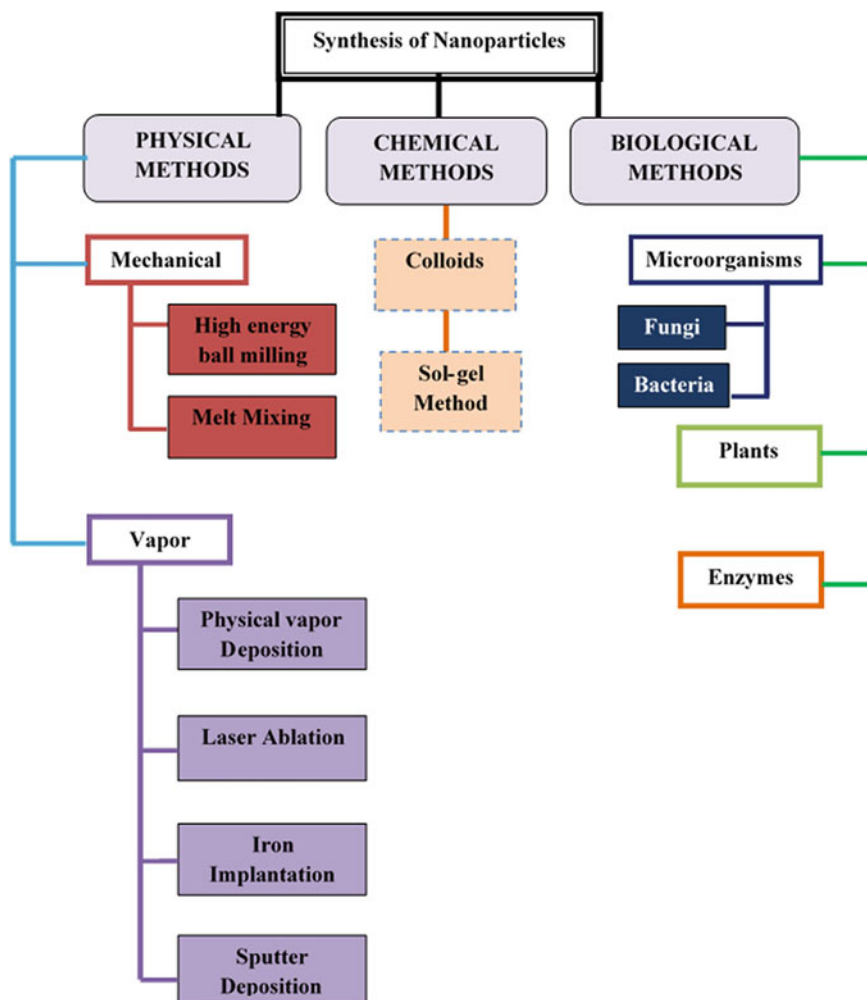 Synthesis of Nanoparticles
PHYSICAL
METHODS
CHEMICAL
METHODS
BIOLOGICAL
METHODS
Mechanical
High energy
ball milling
Melt Mixing
Vapor
Physical vapor
Deposition
Laser Ablation
Iron
Implantation
Sputter
Deposition
Colloids
Sol-gel
Method
Microorganisms
Fungi
Bacteria
Plants
Enzymes